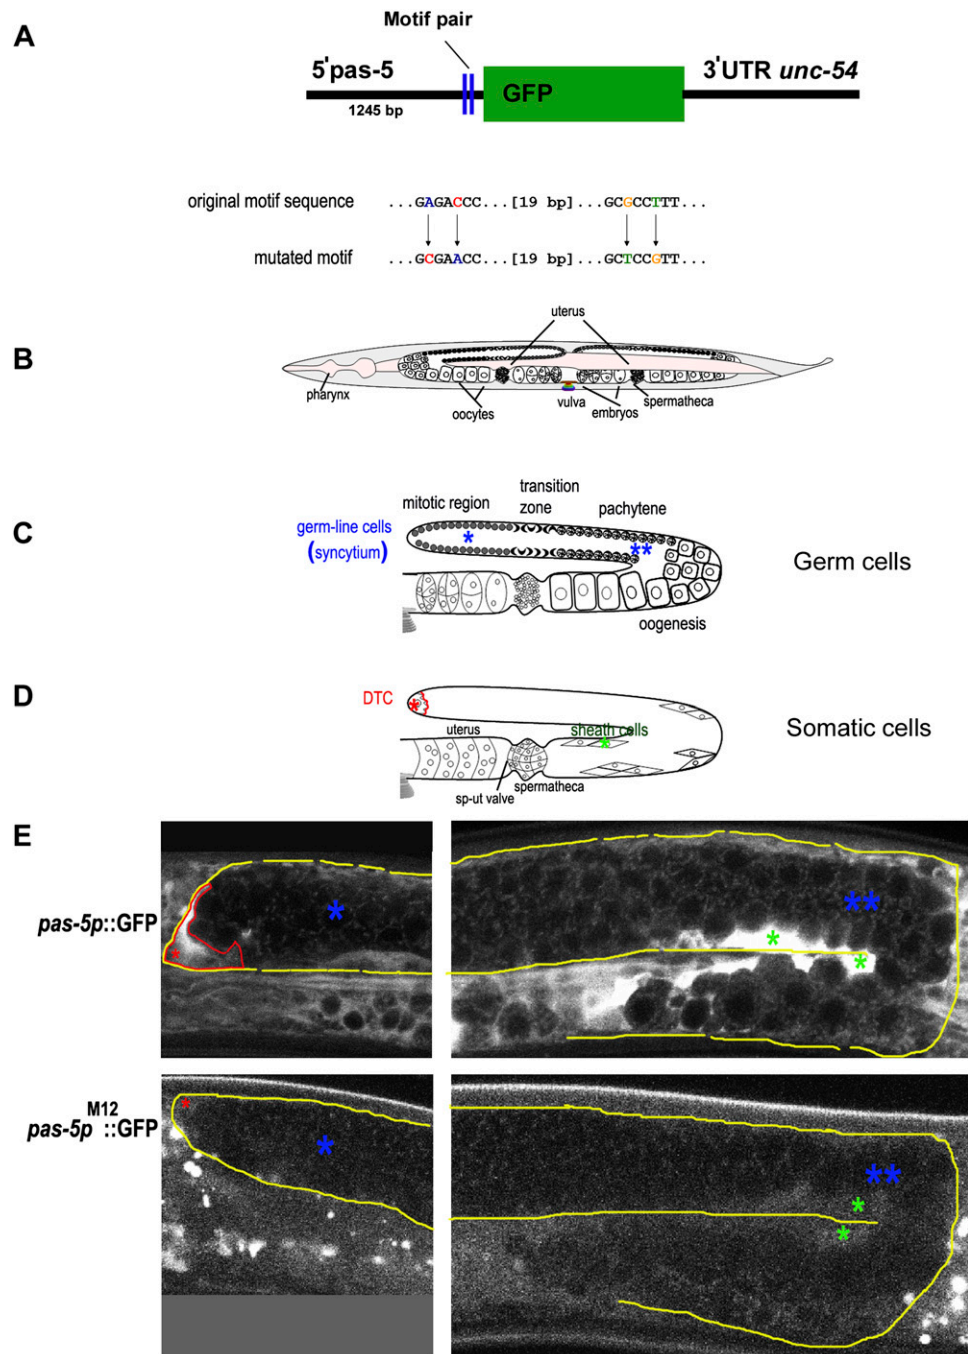 A
Motif pair
5'pas-5
GFP
3'UTR unc-54
1245 bp
original motif sequence
...GAGACCC...[19 bp]...GCGCCTTT...
mutated motif
...GCGAACC...[19 bp]...GCTCCGTT...
B
uterus
pharynx
oocytes
vulva
embryos
spermatheca
C
mitotic region
transition
zone
pachytene
germ-line cells
(syncytium)
*
**
oogenesis
Germ cells
D
DTC
*
uterus
sheath cells
*
sp-ut valve
spermatheca
Somatic cells
E
pas-5p::GFP
*
*
**
*
*
M12
pas-5p ::GFP
*
*
**
*
*